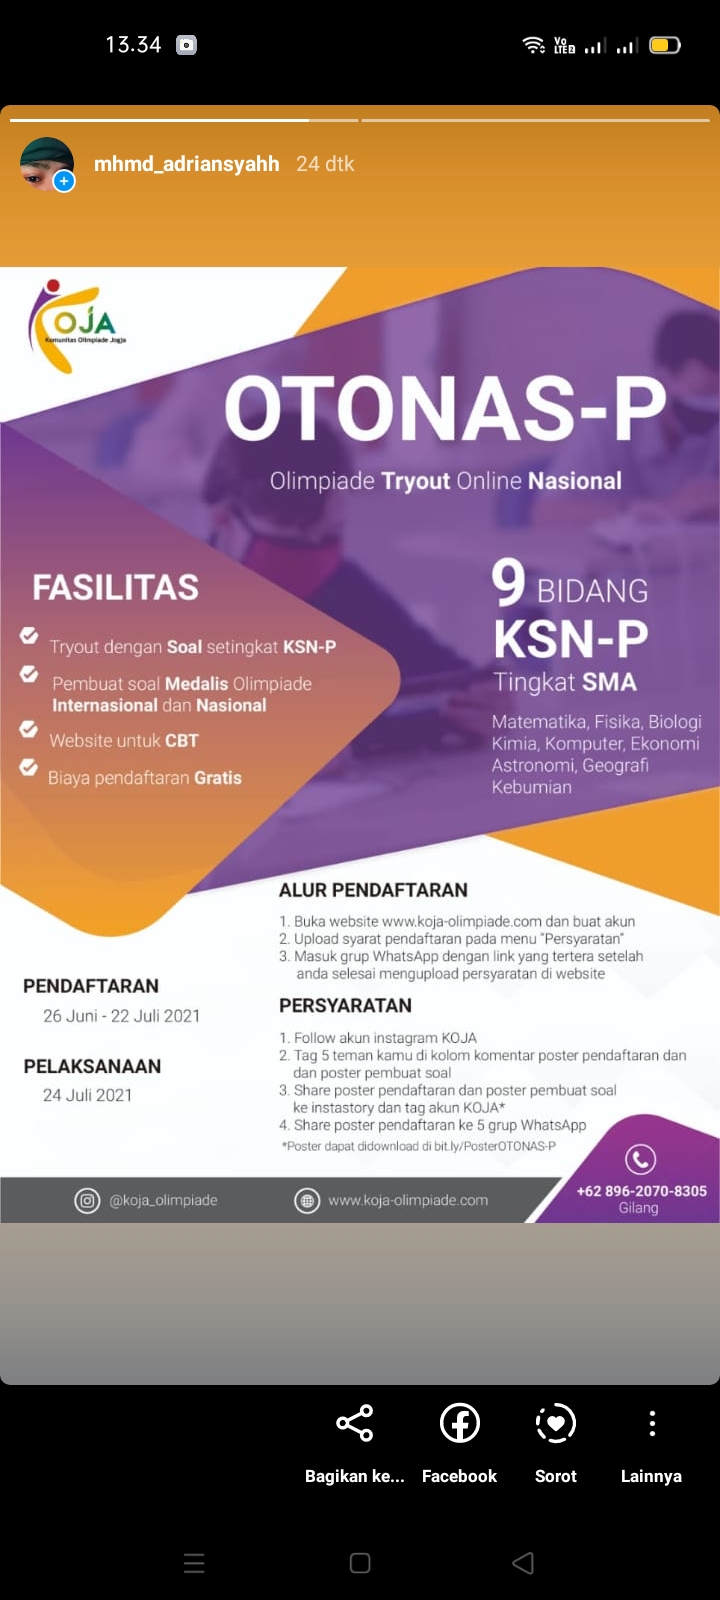 13.34
Vo
LTE2
mhmd_adriansyahh 24 dtk
KOJA
Komunitas Olimpiade Jogja
OTONAS-P
Olimpiade Tryout Online Nasional
FASILITAS
Tryout dengan Soal setingkat KSN-P
Pembuat soal Medalis Olimpiade
Internasional dan Nasional
Website untuk CBT
Biaya pendaftaran Gratis
9 BIDANG
KSN-P
Tingkat SMA
Matematika, Fisika, Biologi
Kimia, Komputer, Ekonomi
Astronomi, Geografi
Kebumian
ALUR PENDAFTARAN
1. Buka website www.koja-olimpiade.com dan buat akun
2. Upload syarat pendaftaran pada menu "Persyaratan"
3. Masuk grup WhatsApp dengan link yang tertera setelah
anda selesai mengupload persyaratan di website
PENDAFTARAN
26 Juni - 22 Juli 2021
PELAKSANAAN
24 Juli 2021
PERSYARATAN
1. Follow akun instagram KOJA
2. Tag 5 teman kamu di kolom komentar poster pendaftaran dan
dan poster pembuat soal
3. Share poster pendaftaran dan poster pembuat soal
ke instastory dan tag akun KOJA*
4. Share poster pendaftaran ke 5 grup WhatsApp
*Poster dapat didownload di bit.ly/PosterOTONAS-P
@koja_olimpiade
www.koja-olimpiade.com
+62 896-2070-8305
Gilang
Bagikan ke...
Facebook
Sorot
Lainnya